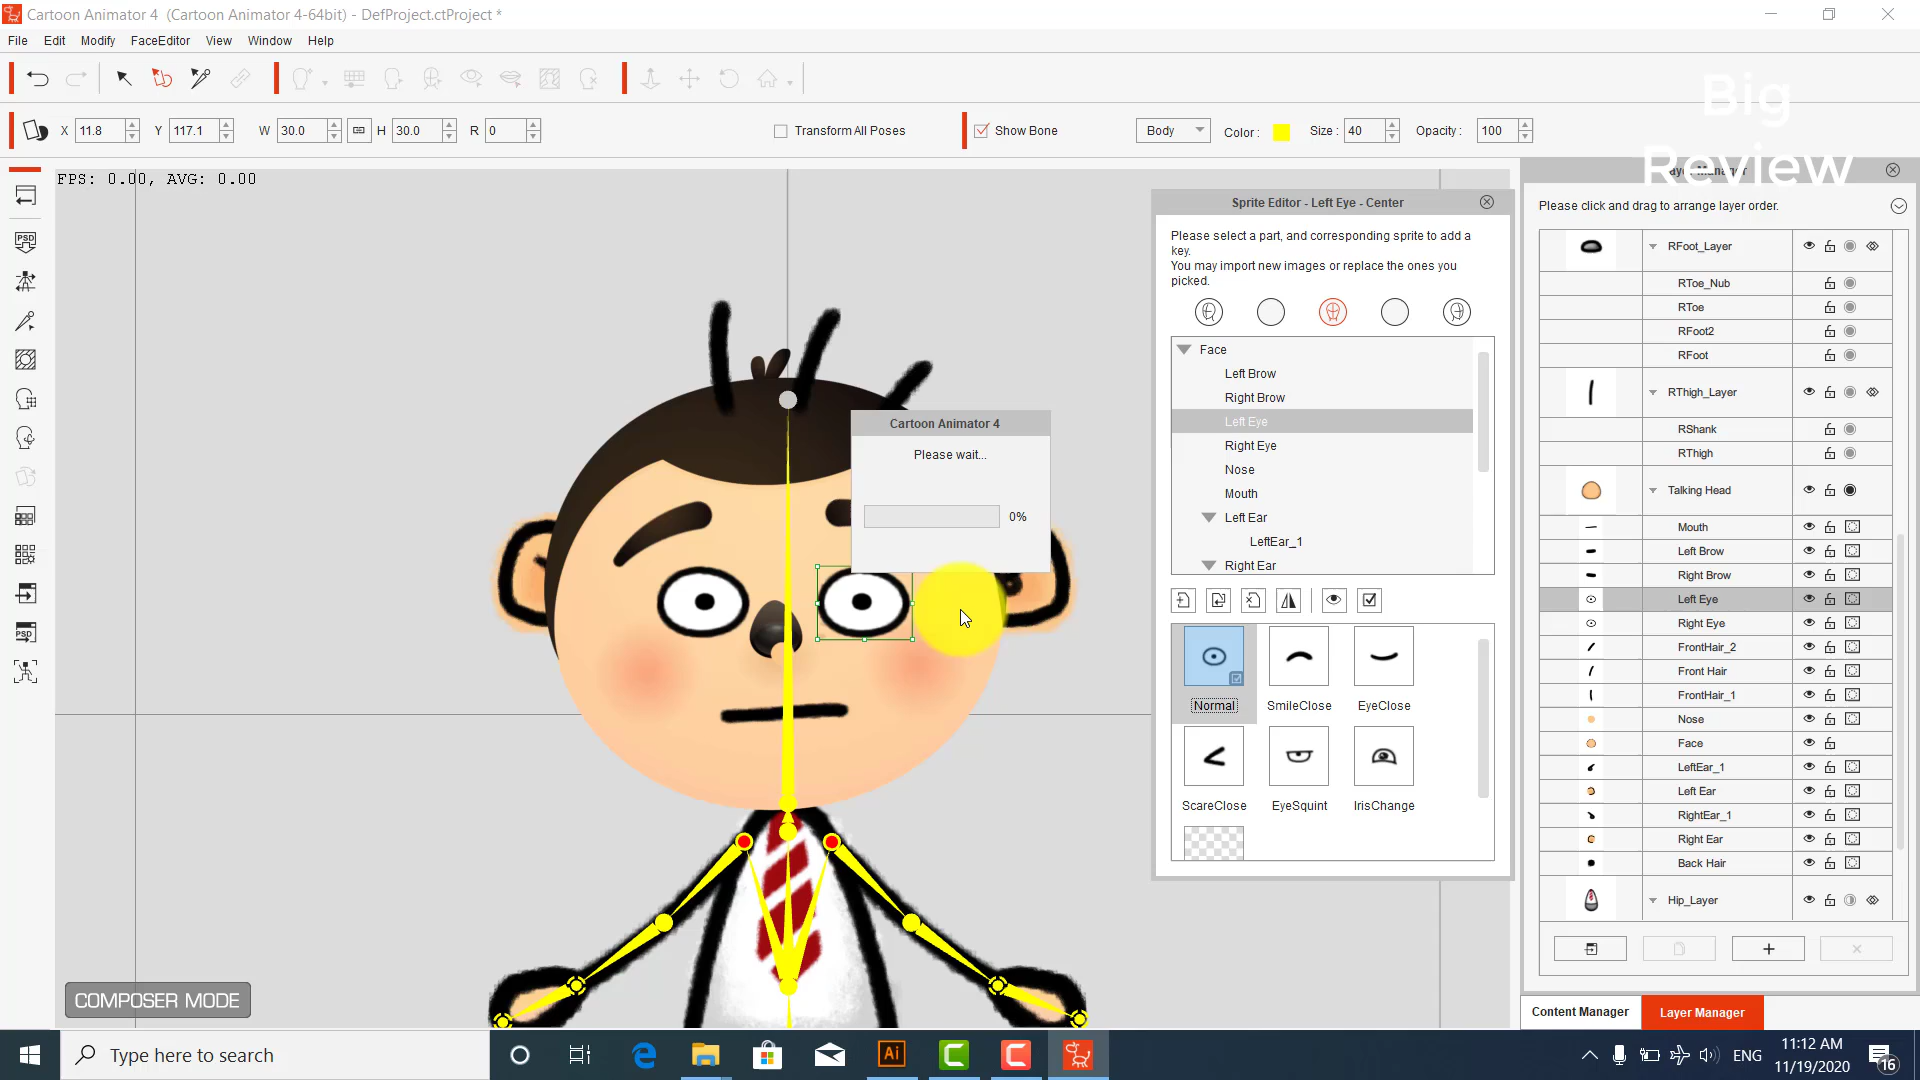 Cartoon Animator 4  (Cartoon Animator 4-64bit) - DefProject.ctProject *
File Edit Modify FaceEditor View Window Help
X 11.8 Y 117.1 W 30.0 H 30.0 R 0 Transform All Poses Show Bone Body Color : Size : 40 Opacity : 100
Big
Review
FPS: 0.00, AVG: 0.00
Sprite Editor - Left Eye - Center
Please select a part, and corresponding sprite to add a
key.
You may import new images or replace the ones you
picked.
Face
Left Brow
Right Brow
Left Eye
Right Eye
Nose
Mouth
Left Ear
LeftEar_1
Right Ear
Normal SmileClose EyeClose
ScareClose EyeSquint IrisChange
Cartoon Animator 4
Please wait...
0%
Please click and drag to arrange layer order.
RFoot_Layer
RToe_Nub
RToe
RFoot2
RFoot
RThigh_Layer
RShank
RThigh
Talking Head
Mouth
Left Brow
Right Brow
Left Eye
Right Eye
FrontHair_2
Front Hair
FrontHair_1
Nose
Face
LeftEar_1
Left Ear
RightEar_1
Right Ear
Back Hair
Hip_Layer
Content Manager Layer Manager
COMPOSER MODE
Type here to search
ENG
11:12 AM
11/19/2020
16